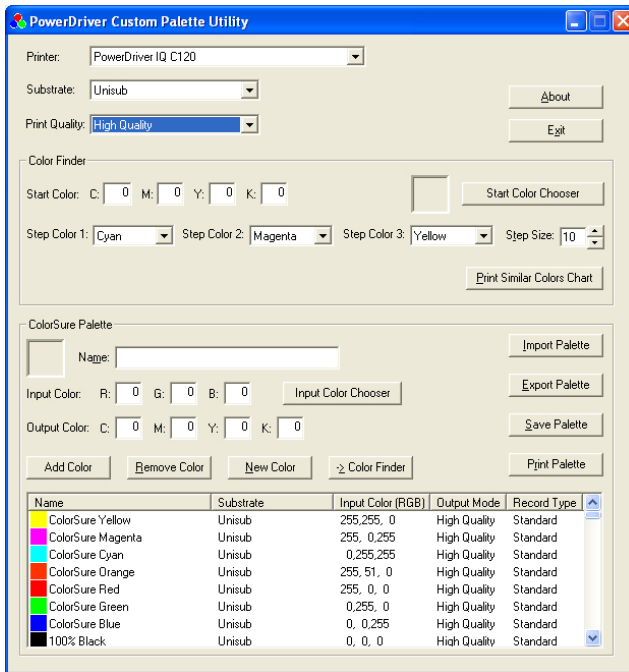 PowerDriver Custom Palette Utility
Printer: PowerDriver IQ C120
Substrate: Unisub
About
Print Quality: High Quality
Exit
Color Finder
Start Color: C: 0 M: 0 Y: 0 K: 0 Start Color Chooser
Step Color 1: Cyan Step Color 2: Magenta Step Color 3: Yellow Step Size: 10
Print Similar Colors Chart
ColorSure Palette
Import Palette
Name:
Input Color: R: 0 G: 0 B: 0 Input Color Chooser Export Palette
Output Color: C: 0 M: 0 Y: 0 K: 0 Save Palette
Add Color Remove Color New Color -> Color Finder Print Palette
Name Substrate Input Color (RGB) Output Mode Record Type
ColorSure Yellow Unisub 255,255, 0 High Quality Standard
ColorSure Magenta Unisub 255, 0,255 High Quality Standard
ColorSure Cyan Unisub 0,255,255 High Quality Standard
ColorSure Orange Unisub 255, 51, 0 High Quality Standard
ColorSure Red Unisub 255, 0, 0 High Quality Standard
ColorSure Green Unisub 0,255, 0 High Quality Standard
ColorSure Blue Unisub 0, 0,255 High Quality Standard
100% Black Unisub 0, 0, 0 High Quality Standard